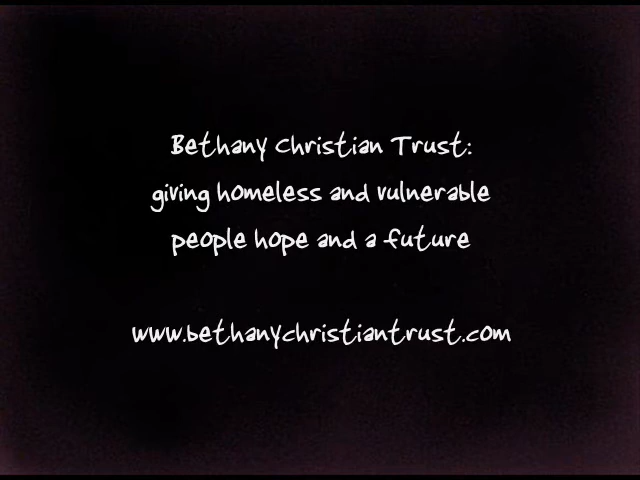 Bethany Christian Trust:
giving homeless and vulnerable
people hope and a future
www.bethanychristiantrust.com